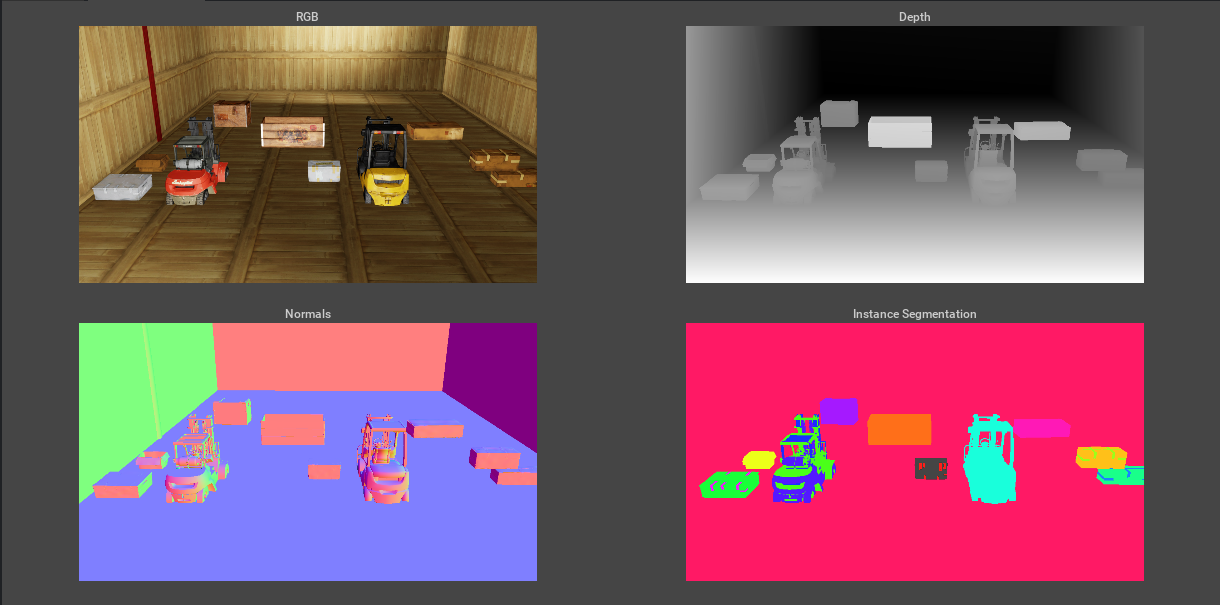 RGB
Depth
Normals
Instance Segmentation